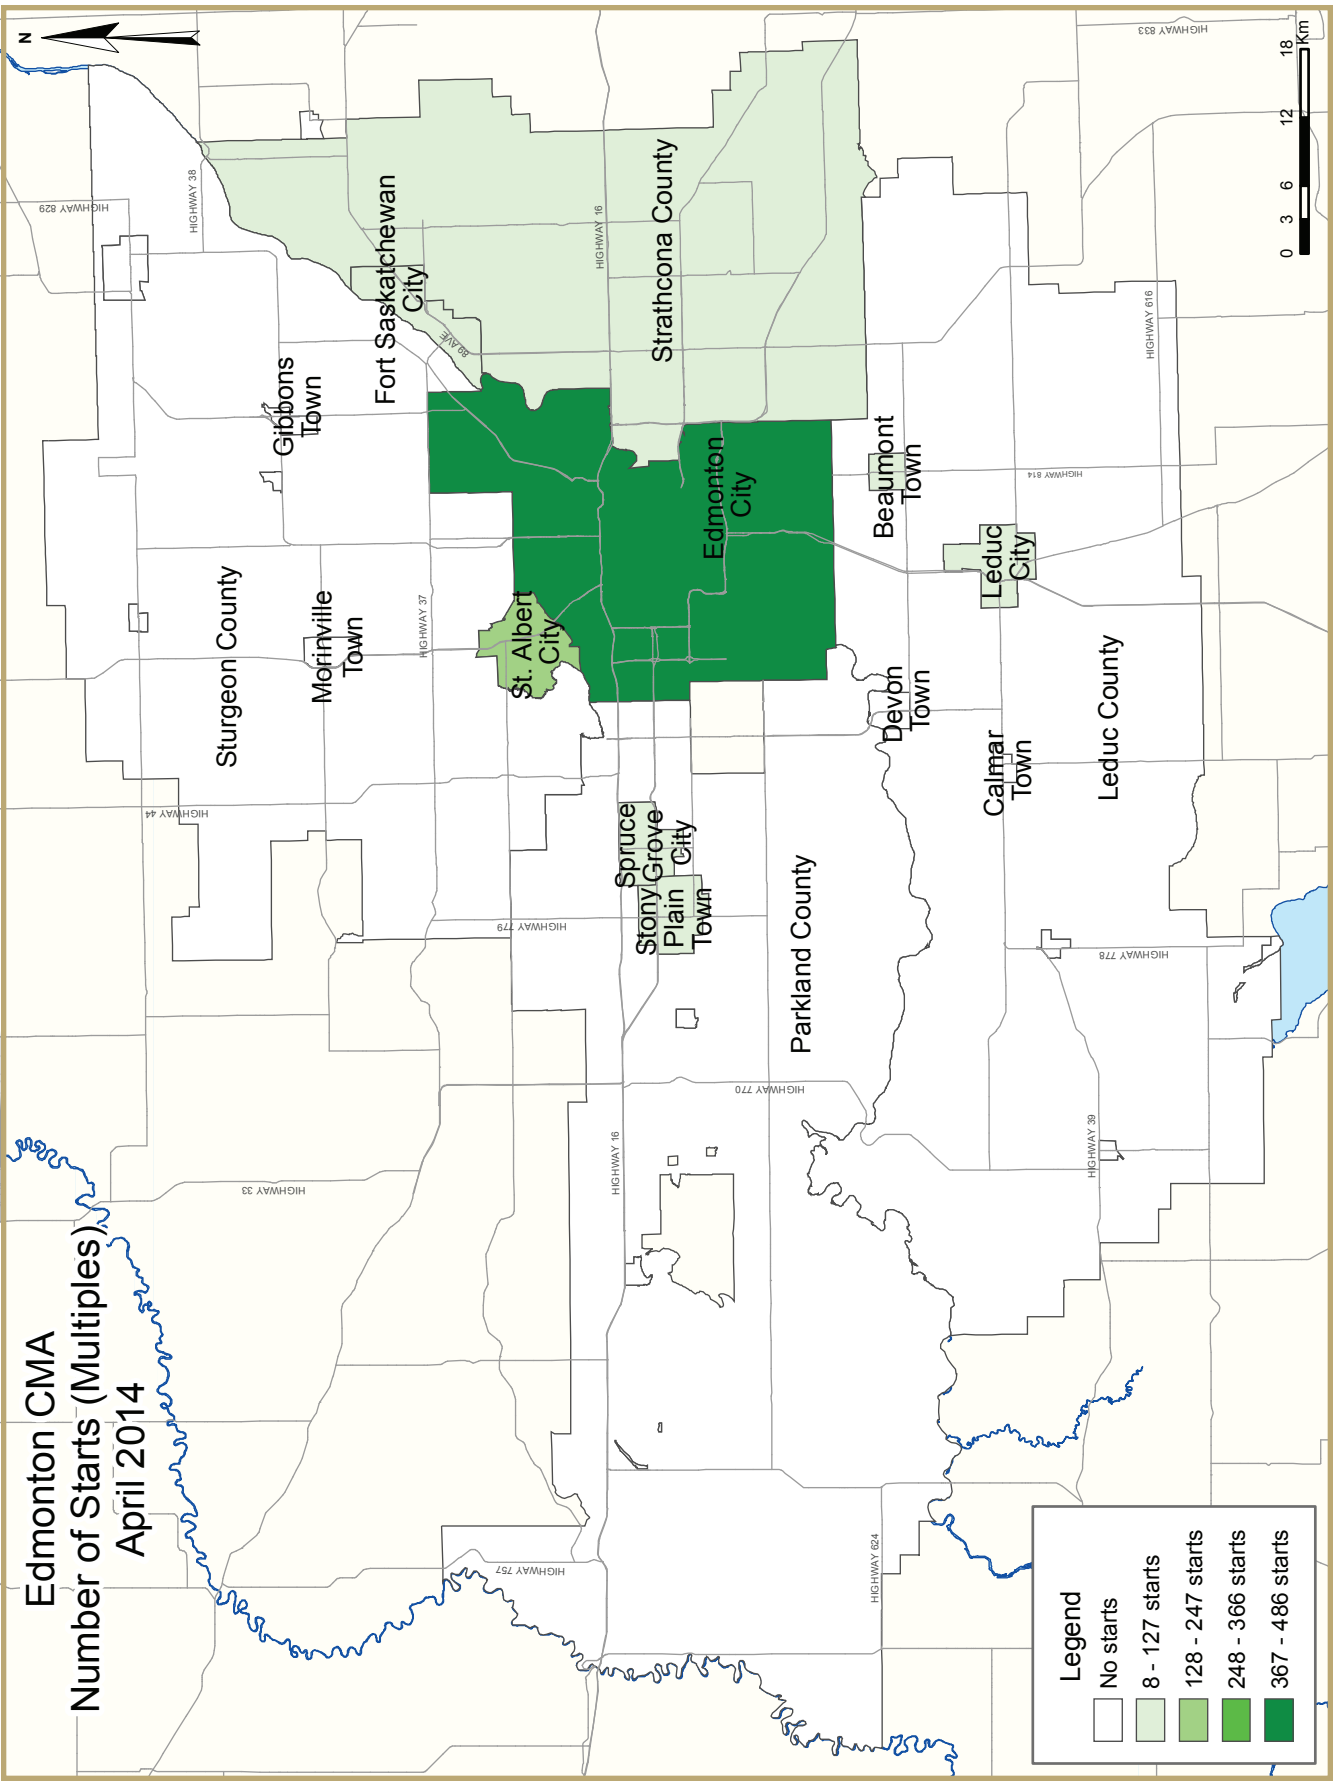 Edmonton CMA
Number of Starts (Multiples)
April 2014
N
HIGHWAY 829
HIGHWAY 38
HIGHWAY 833
HIGHWAY 16
Fort Saskatchewan
City
89 AVE
Strathcona County
Gibbons
Town
Sturgeon County
Morinville
Town
HIGHWAY 37
HIGHWAY 44
St. Albert
City
Edmonton
City
Beaumont
Town
HIGHWAY 814
HIGHWAY 616
Leduc
City
Devon
Town
Calmar
Town
Leduc County
Spruce
Grove
City
Stony
Plain
Town
HIGHWAY 779
Parkland County
HIGHWAY 778
HIGHWAY 770
HIGHWAY 16
HIGHWAY 39
HIGHWAY 33
HIGHWAY 757
HIGHWAY 624
Legend
No starts
8 - 127 starts
128 - 247 starts
248 - 366 starts
367 - 486 starts
0 3 6 12 18
Km